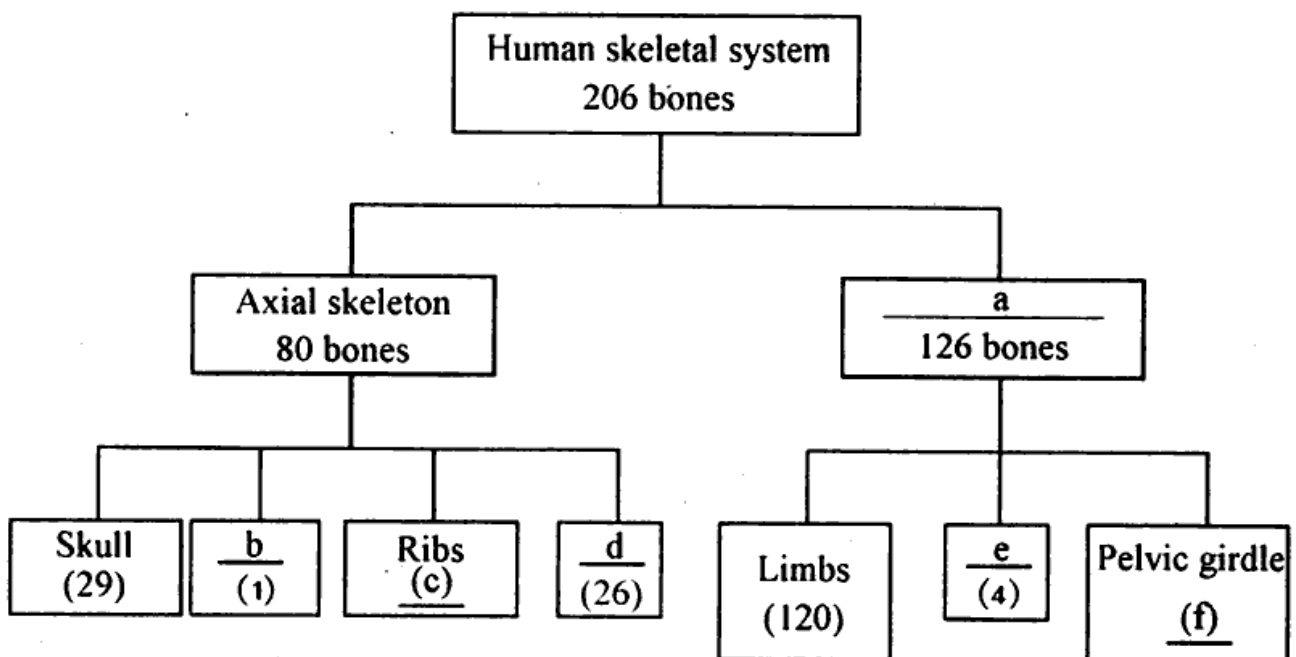 Human skeletal system
206 bones
Axial skeleton
80 bones
a
126 bones
Skull
(29)
b
(1)
Ribs
(c)
d
(26)
Limbs
(120)
e
(4)
Pelvic girdle
(f)